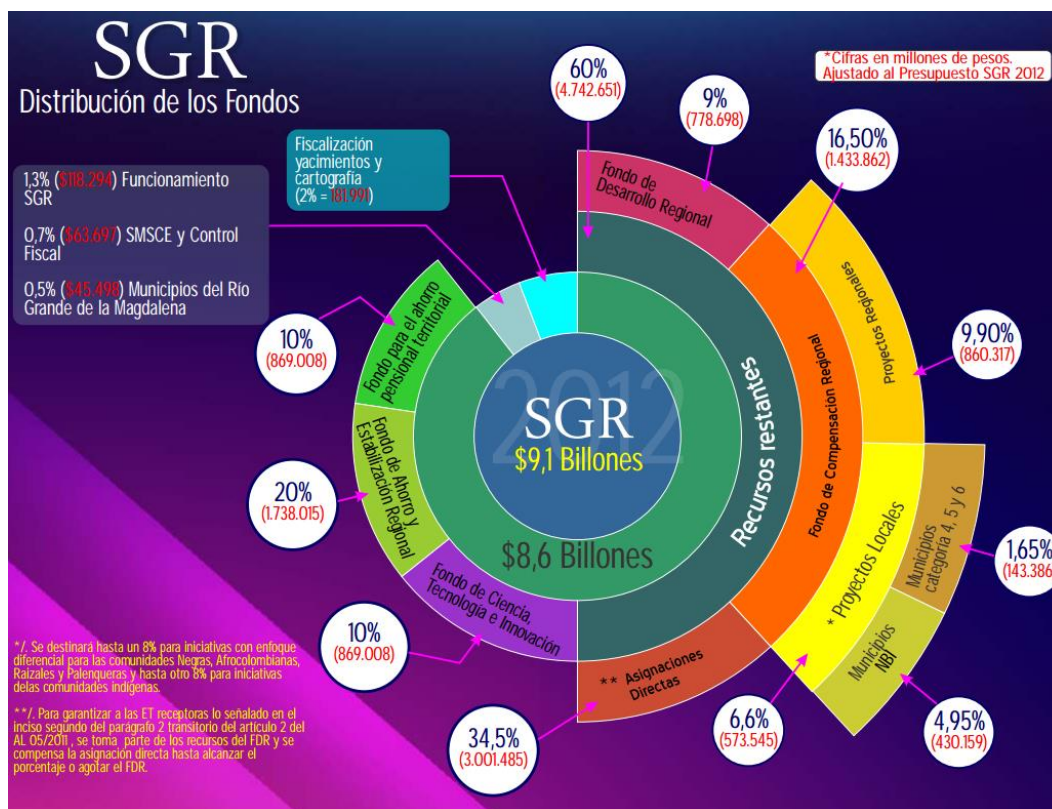 SGR
Distribución de los Fondos
*Cifras en millones de pesos.
Ajustado al Presupuesto SGR 2012
60%
(4.742.651)
9%
(778.698)
16,50%
(1.433.862)
Fiscalización
yacimientos y
cartografía
(2% = 181.991)
1,3% ($118.294) Funcionamiento
SGR
0,7% ($63.697) SMSCE y Control
Fiscal
0,5% ($45.498) Municipios del Río
Grande de la Magdalena
Fondo de
Desarrollo Regional
Proyectos Regionales
9,90%
(860.317)
10%
(869.008)
Fondo para el ahorro
pensional territorial
2012
SGR
$9,1 Billones
$8,6 Billones
Recursos restantes
Fondo de Compensación Regional
Fondo de Ahorro y
Estabilización Regional
20%
(1.738.015)
* Proyectos Locales
Municipios
categoría 4, 5 y 6
1,65%
(143.386
Fondo de Ciencia,
Tecnología e Innovación
10%
(869.008)
Municipios
NBI
** Asignaciones
Directas
34,5%
(3.001.485)
6,6%
(573.545)
4,95%
(430.159)
*/. Se destinará hasta un 8% para iniciativas con enfoque
diferencial para las comunidades Negras, Afrocolombianas,
Raizales y Palenqueras y hasta otro 8% para iniciativas
delas comunidades indígenas.
**/. Para garantizar a las ET receptoras lo señalado en el
inciso segundo del parágrafo 2 transitorio del artículo 2 del
AL 05/2011 , se toma parte de los recursos del FDR y se
compensa la asignación directa hasta alcanzar el
porcentaje o agotar el FDR.